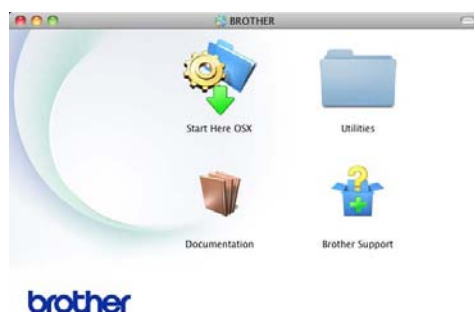 BROTHER
Start Here OSX
Utilities
Documentation
Brother Support
brother